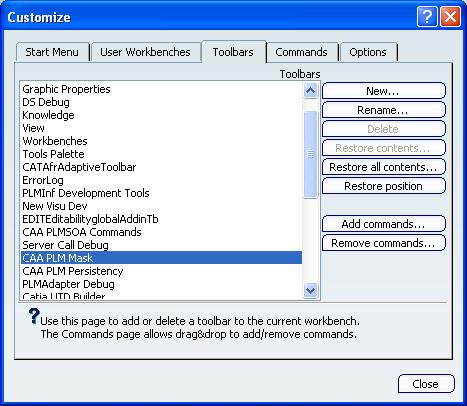 Customize
Start Menu User Workbenches Toolbars Commands Options
Toolbars
Graphic Properties
DS Debug
Knowledge
View
Workbenches
Tools Palette
CATAfrAdaptiveToolbar
ErrorLog
PLMInf Development Tools
New Visu Dev
EDITEditabilityglobalAddinTb
CAA PLMSOA Commands
Server Call Debug
CAA PLM Mask
CAA PLM Persistency
PLMAdapter Debug
Catia UTD Builder
New...
Rename...
Delete
Restore contents...
Restore all contents...
Restore position
Add commands...
Remove commands...
? Use this page to add or delete a toolbar to the current workbench.
The Commands page allows drag&drop to add/remove commands.
Close